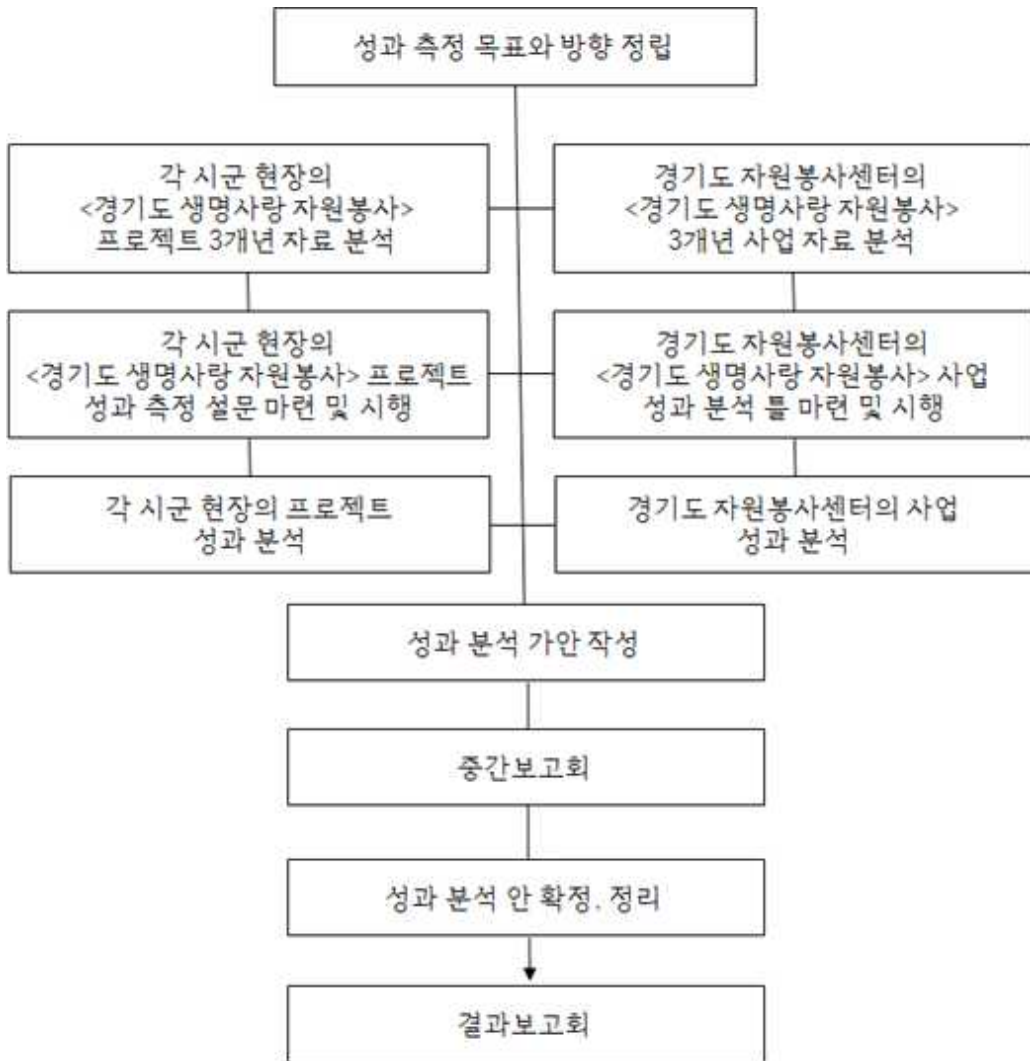 성과 측정 목표와 방향 정립
각 시군 현장의
<경기도 생명사랑 자원봉사>
프로젝트 3개년 자료 분석
경기도 자원봉사센터의
<경기도 생명사랑 자원봉사>
3개년 사업 자료 분석
각 시군 현장의
<경기도 생명사랑 자원봉사> 프로젝트
성과 측정 설문 마련 및 시행
경기도 자원봉사센터의
<경기도 생명사랑 자원봉사> 사업
성과 분석 틀 마련 및 시행
각 시군 현장의 프로젝트
성과 분석
경기도 자원봉사센터의 사업
성과 분석
성과 분석 가안 작성
중간보고회
성과 분석 안 확정, 정리
결과보고회